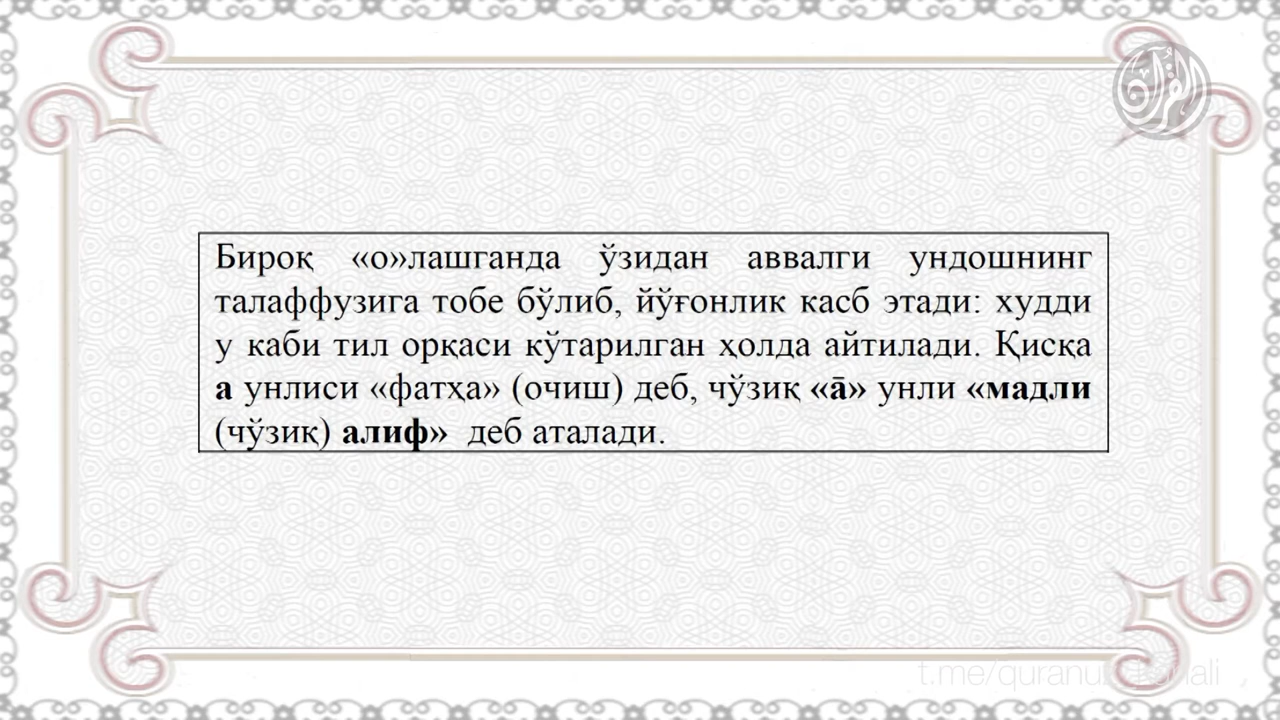 القرآن
Бироқ «о»лашганда ўзидан аввалги ундошнинг
талаффузига тобе бўлиб, йўғонлик касб этади: худди
у каби тил орқаси кўтарилган ҳолда айтилади. Қисқа
а унлиси «фатҳа» (очиш) деб, чўзиқ «ā» унли «мадли
(чўзиқ) алиф» деб аталади.